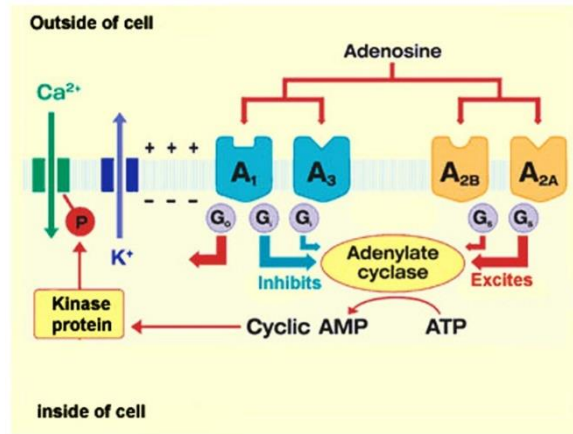 Outside of cell
Adenosine
Ca²⁺
+ + +
A₁
A₃
A₂B
A₂A
- - -
P
K⁺
Gₒ
Gᵢ
Gᵢ
Gₛ
Gₛ
Adenylate
cyclase
Inhibits
Excites
Kinase
protein
Cyclic AMP
ATP
inside of cell